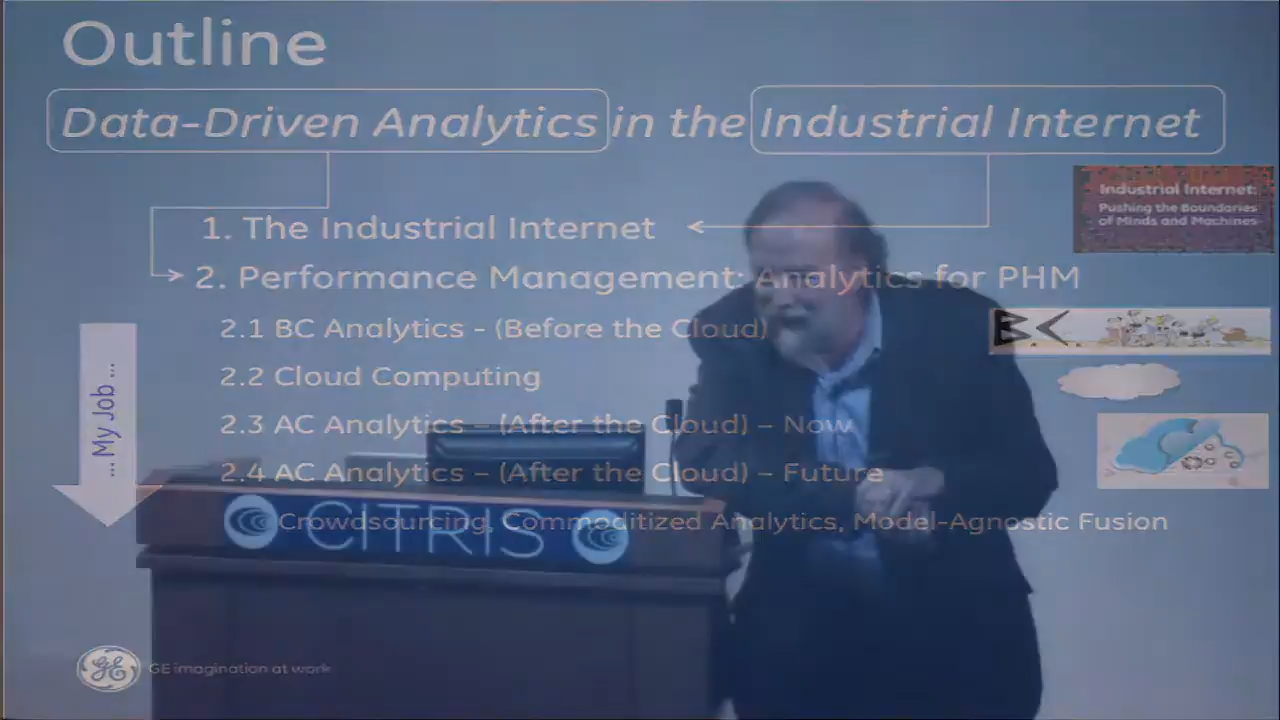 Outline
Data-Driven Analytics in the Industrial Internet
1. The Industrial Internet
Industrial Internet:
Pushing the Boundaries
of Minds and Machines
2. Performance Management: Analytics for PHM
2.1 BC Analytics - (Before the Cloud)
BC
2.2 Cloud Computing
... My Job ...
2.3 AC Analytics – (After the Cloud) – Now
2.4 AC Analytics – (After the Cloud) – Future
Crowdsourcing, Commoditized Analytics, Model-Agnostic Fusion
CITRIS
GE imagination at work